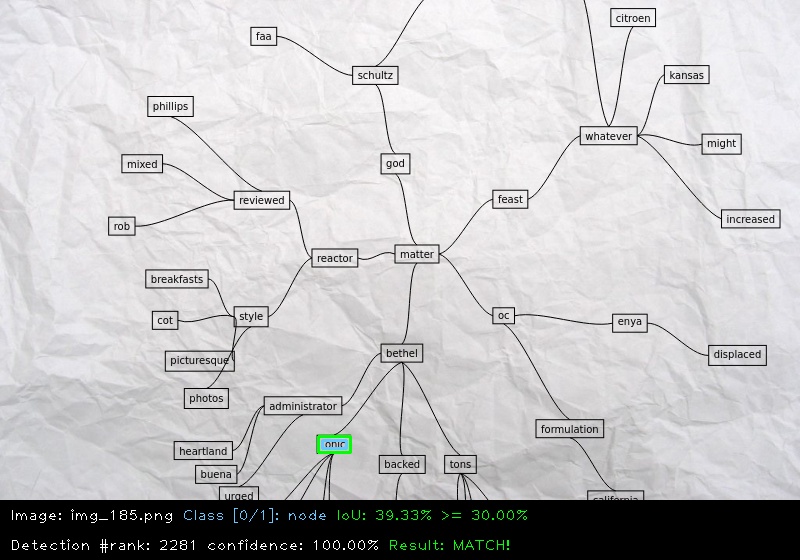 citroen
faa
schultz
kansas
phillips
whatever
might
mixed
god
reviewed
feast
rob
increased
matter
reactor
breakfasts
style
cot
oc
enya
picturesque
bethel
displaced
photos
administrator
formulation
heartland
backed
tons
buena
urged
california
Image: img_185.png Class [0/1]: node IoU: 39.33% >= 30.00%
Detection #rank: 2281 confidence: 100.00% Result: MATCH!